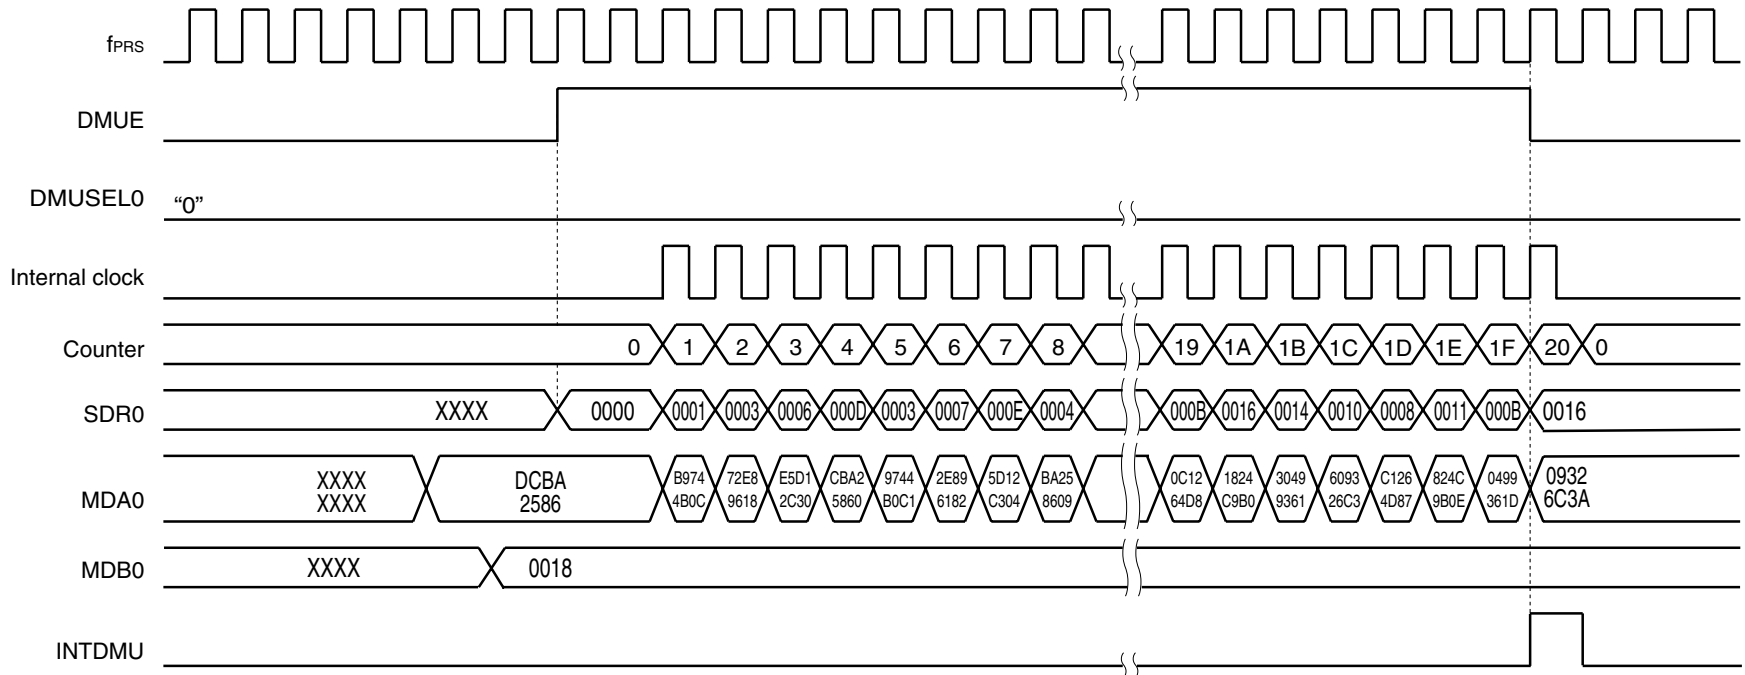 fPRS
DMUE
DMUSEL0 “0”
Internal clock
Counter 0 1 2 3 4 5 6 7 8 19 1A 1B 1C 1D 1E 1F 20 0
SDR0 XXXX 0000 0001 0003 0006 000D 0003 0007 000E 0004 000B 0016 0014 0010 0008 0011 000B 0016
XXXX DCBA B974 72E8 E5D1 CBA2 9744 2E89 5D12 BA25 0C12 1824 3049 6093 C126 824C 0499 0932
MDA0
XXXX 2586 4B0C 9618 2C30 5860 B0C1 6182 C304 8609 64D8 C9B0 9361 26C3 4D87 9B0E 361D 6C3A
MDB0 XXXX 0018
INTDMU